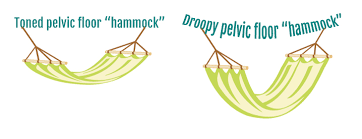 Toned pelvic floor “hammock”
Droopy pelvic floor “hammock”